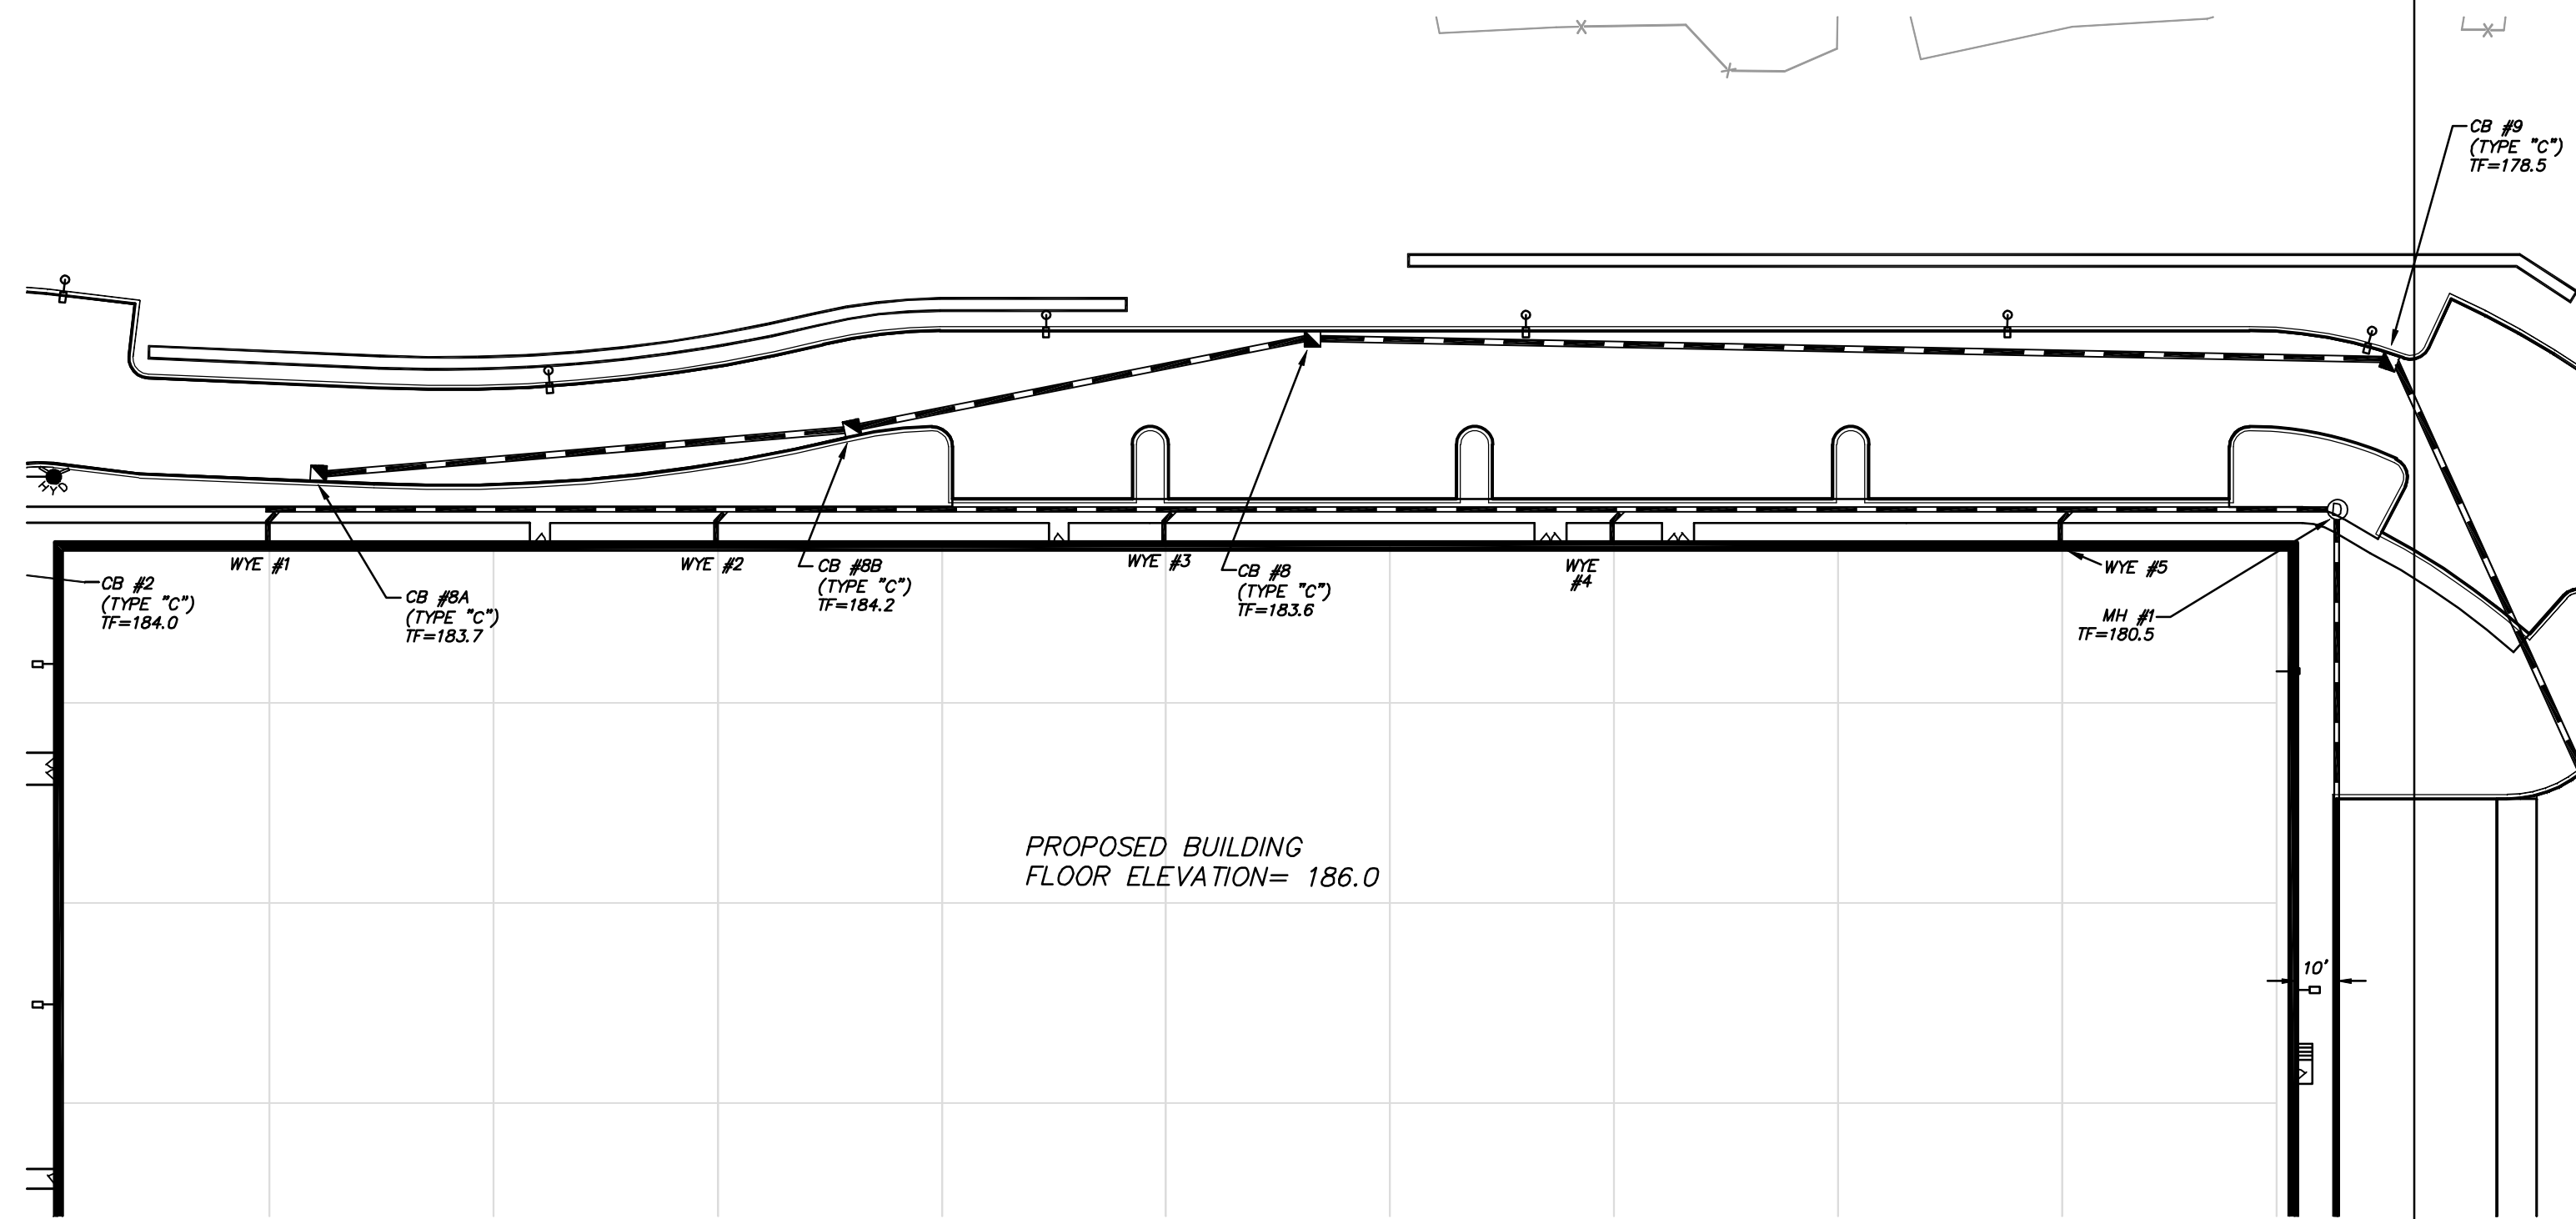 CB #9
(TYPE "C")
TF=178.5
HYD
WYE #1
WYE #2
WYE #3
WYE
#4
WYE #5
CB #2
(TYPE "C")
TF=184.0
CB #8A
(TYPE "C")
TF=183.7
CB #8B
(TYPE "C")
TF=184.2
CB #8
(TYPE "C")
TF=183.6
D
MH #1
TF=180.5
PROPOSED BUILDING
FLOOR ELEVATION= 186.0
10'